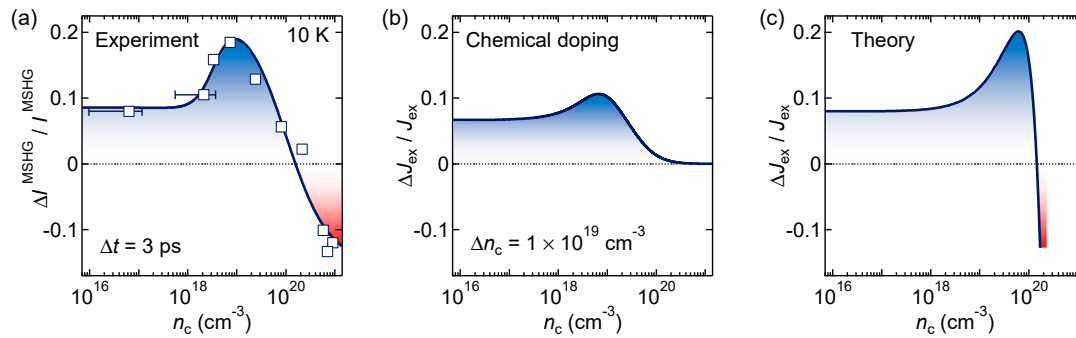 (a)
Experiment
10 K
0.2
0.1
0
-0.1
ΔI^MSHG / I^MSHG
Δt = 3 ps
10^16
10^18
10^20
n_c (cm^-3)
(b)
Chemical doping
0.2
0.1
0
-0.1
ΔJ_ex / J_ex
Δn_c = 1 × 10^19 cm^-3
10^16
10^18
10^20
n_c (cm^-3)
(c)
Theory
0.2
0.1
0
-0.1
ΔJ_ex / J_ex
10^16
10^18
10^20
n_c (cm^-3)